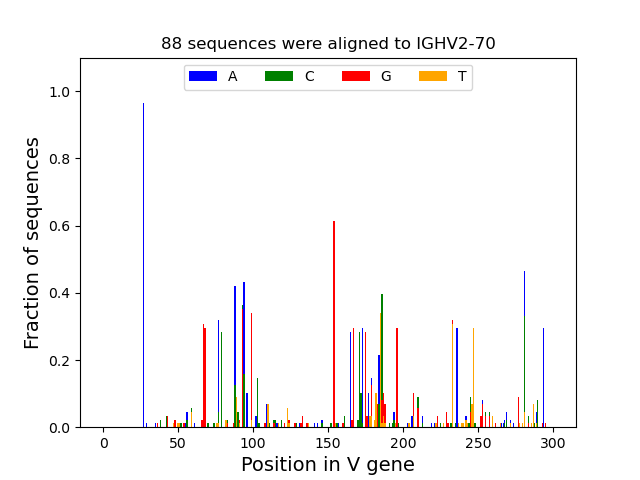 88 sequences were aligned to IGHV2-70
A C G T
1.0
0.8
0.6
0.4
0.2
0.0
Fraction of sequences
0 50 100 150 200 250 300
Position in V gene